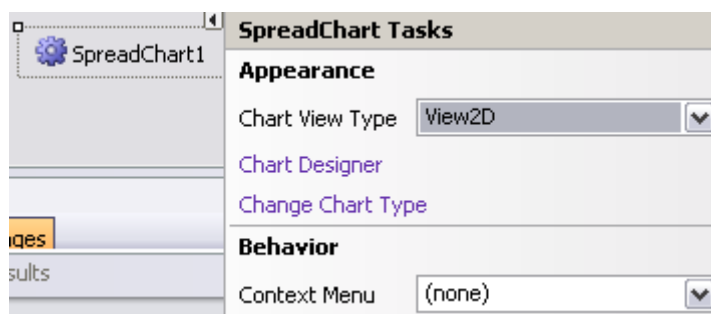 SpreadChart1
SpreadChart Tasks
Appearance
Chart View Type View2D
Chart Designer
Change Chart Type
Behavior
Context Menu (none)